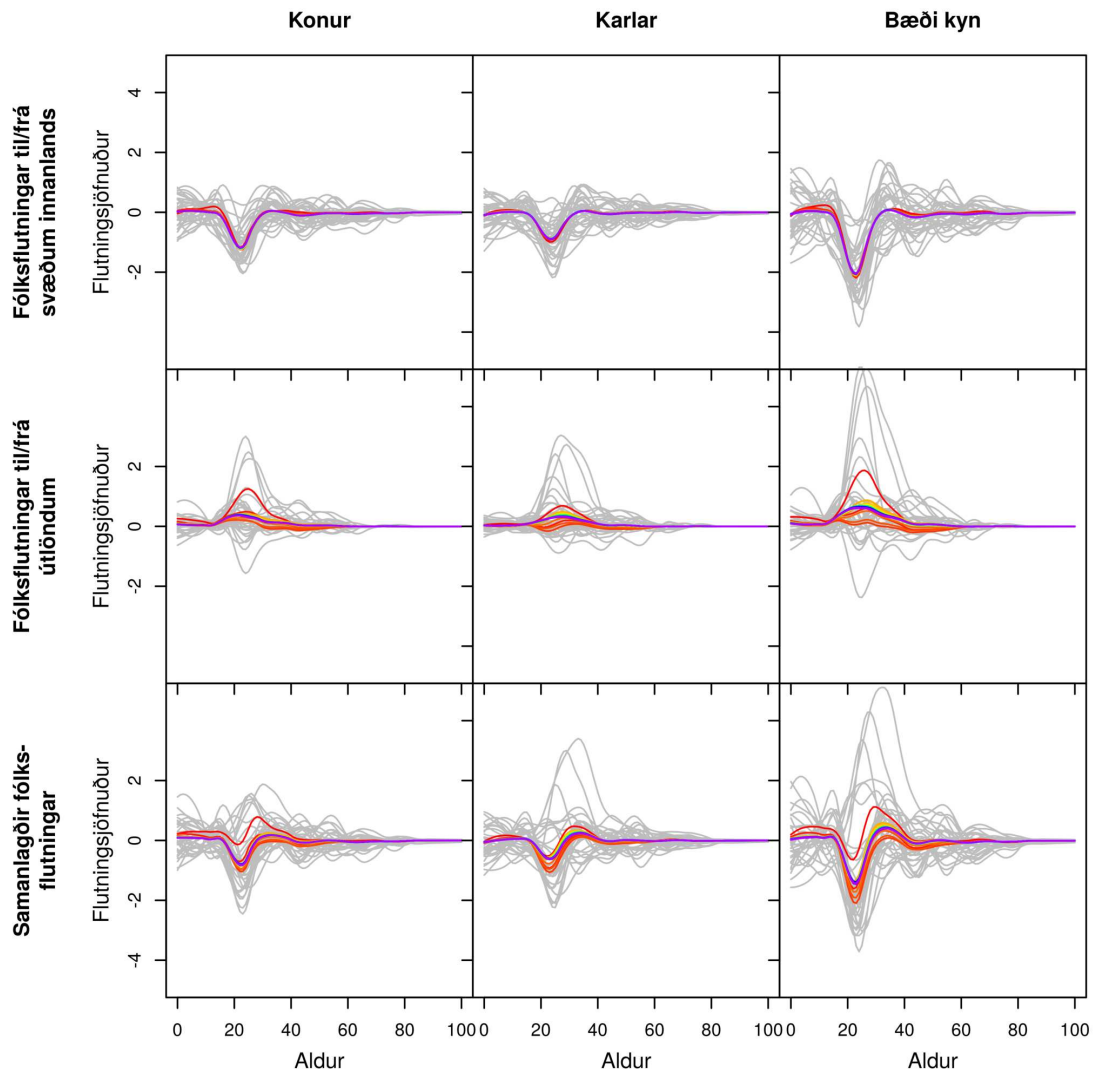 Konur
Karlar
Bæði kyn
Fólksflutningar til/frá
svæðum innanlands
Flutningsjöfnuður
4
2
0
-2
Fólksflutningar til/frá
útlöndum
Flutningsjöfnuður
2
0
-2
Samanlagðir fólks-
flutningar
Flutningsjöfnuður
2
0
-2
-4
0 20 40 60 80 100 0 20 40 60 80 100 0 20 40 60 80 100
Aldur
Aldur
Aldur